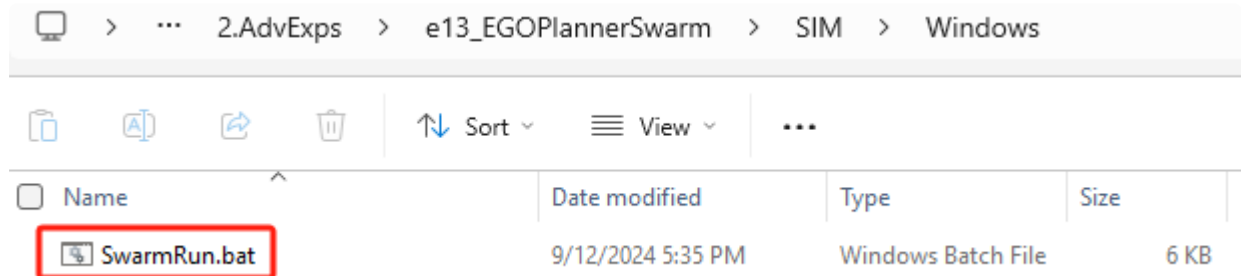 ··· 2.AdvExps > e13_EGOPlannerSwarm > SIM > Windows
Sort View ···
Name Date modified Type Size
SwarmRun.bat 9/12/2024 5:35 PM Windows Batch File 6 KB